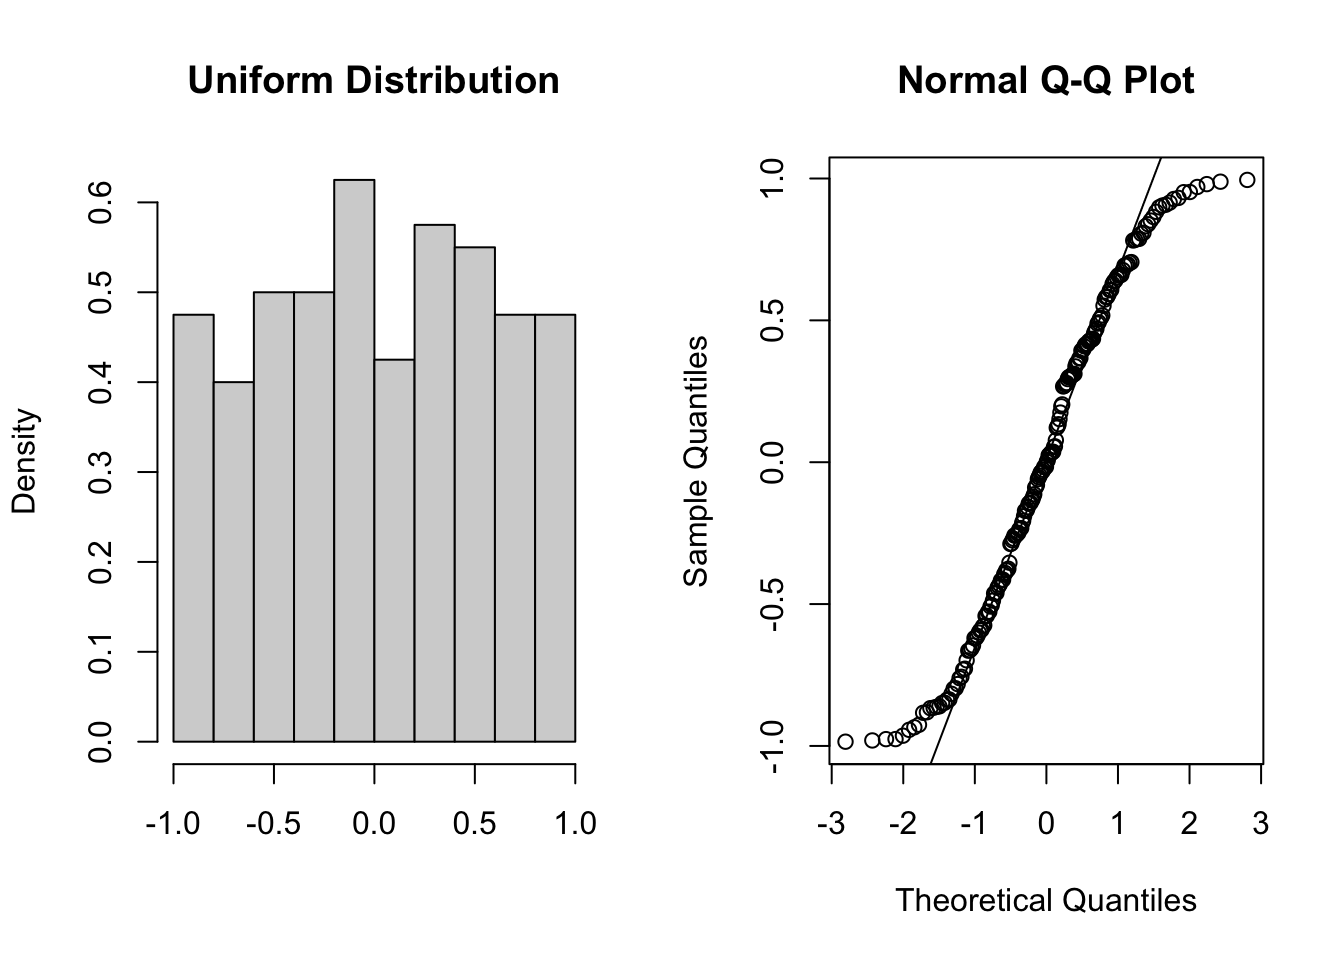 Uniform Distribution
Density
0.0 0.1 0.2 0.3 0.4 0.5 0.6
-1.0 -0.5 0.0 0.5 1.0
Normal Q-Q Plot
Sample Quantiles
-1.0 -0.5 0.0 0.5 1.0
-3 -2 -1 0 1 2 3
Theoretical Quantiles